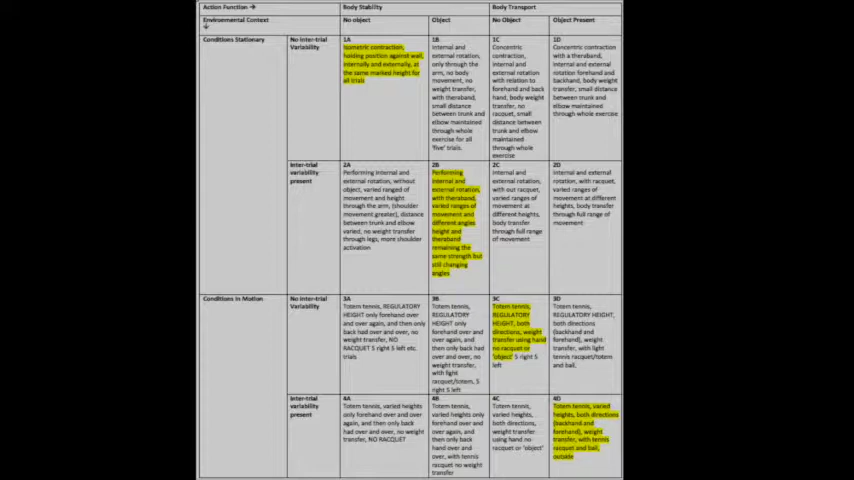 Action Function → Body Stability Body Transport
Environmental Context No object Object No Object Object Present
↓
Conditions Stationary
No inter-trial
Variability
1A
Isometric contraction,
holding position against wall,
internally and externally, at
the same marked height for
all trials
1B
Internal and
external rotation,
only through the
arm, no body
movement, no
weight transfer,
with theraband,
small distance
between trunk and
elbow maintained
through whole
exercise for all
'five' trials.
1C
Concentric
contraction,
internal and
external rotation
with relation to
forehand and back
hand, body weight
transfer, no
racquet, small
distance between
trunk and elbow
maintained
through whole
exercise
1D
Concentric contraction
with a theraband,
internal and external
rotation forehand and
backhand, body weight
transfer, small distance
between trunk and
elbow maintained
through whole exercise
Inter-trial
variability
present
2A
Performing internal and
external rotation, without
object, varied ranged of
movement and height
through the arm, (shoulder
movement greater), distance
between trunk and elbow
varied, no weight transfer
through legs, more shoulder
activation
2B
Performing
internal and
external rotation,
with theraband,
varied ranges of
movement and
different angles
height and
theraband
remaining the
same strength but
still changing
angles
2C
Internal and
external rotation,
with out racquet,
varied ranges of
movement at
different heights,
body transfer
through full range
of movement
2D
Internal and external
rotation, with racquet,
varied ranges of
movement at different
heights, body transfer
through full range of
movement
Conditions in Motion
No inter-trial
Variability
3A
Totem tennis, REGULATORY
HEIGHT only forehand over
and over again, and then only
back had over and over, no
weight transfer, NO
RACQUET 5 right 5 left etc
trials
3B
Totem tennis,
REGULATORY
HEIGHT only
forehand over and
over again, and
then only back had
over and over, no
weight transfer,
with light
racquet/totem, 5
right 5 left
3C
Totem tennis,
REGULATORY
HEIGHT, both
directions, weight
transfer using hand
no racquet or
'object' 5 right 5
left
3D
Totem tennis,
REGULATORY HEIGHT,
both directions
(backhand and
forehand), weight
transfer, with light
tennis racquet/totem
and ball,
Inter-trial
variability
present
4A
Totem tennis, varied heights
only forehand over and over
again, and then only back
had over and over, no weight
transfer, NO RACQUET
4B
Totem tennis,
varied heights only
forehand over and
over again, and
then only back
hand over and
over, with tennis
racquet no weight
transfer
4C
Totem tennis,
varied heights,
both directions,
weight transfer
using hand no
racquet or 'object'
4D
Totem tennis, varied
heights, both directions
(backhand and
forehand), weight
transfer, with tennis
racquet and ball,
outside